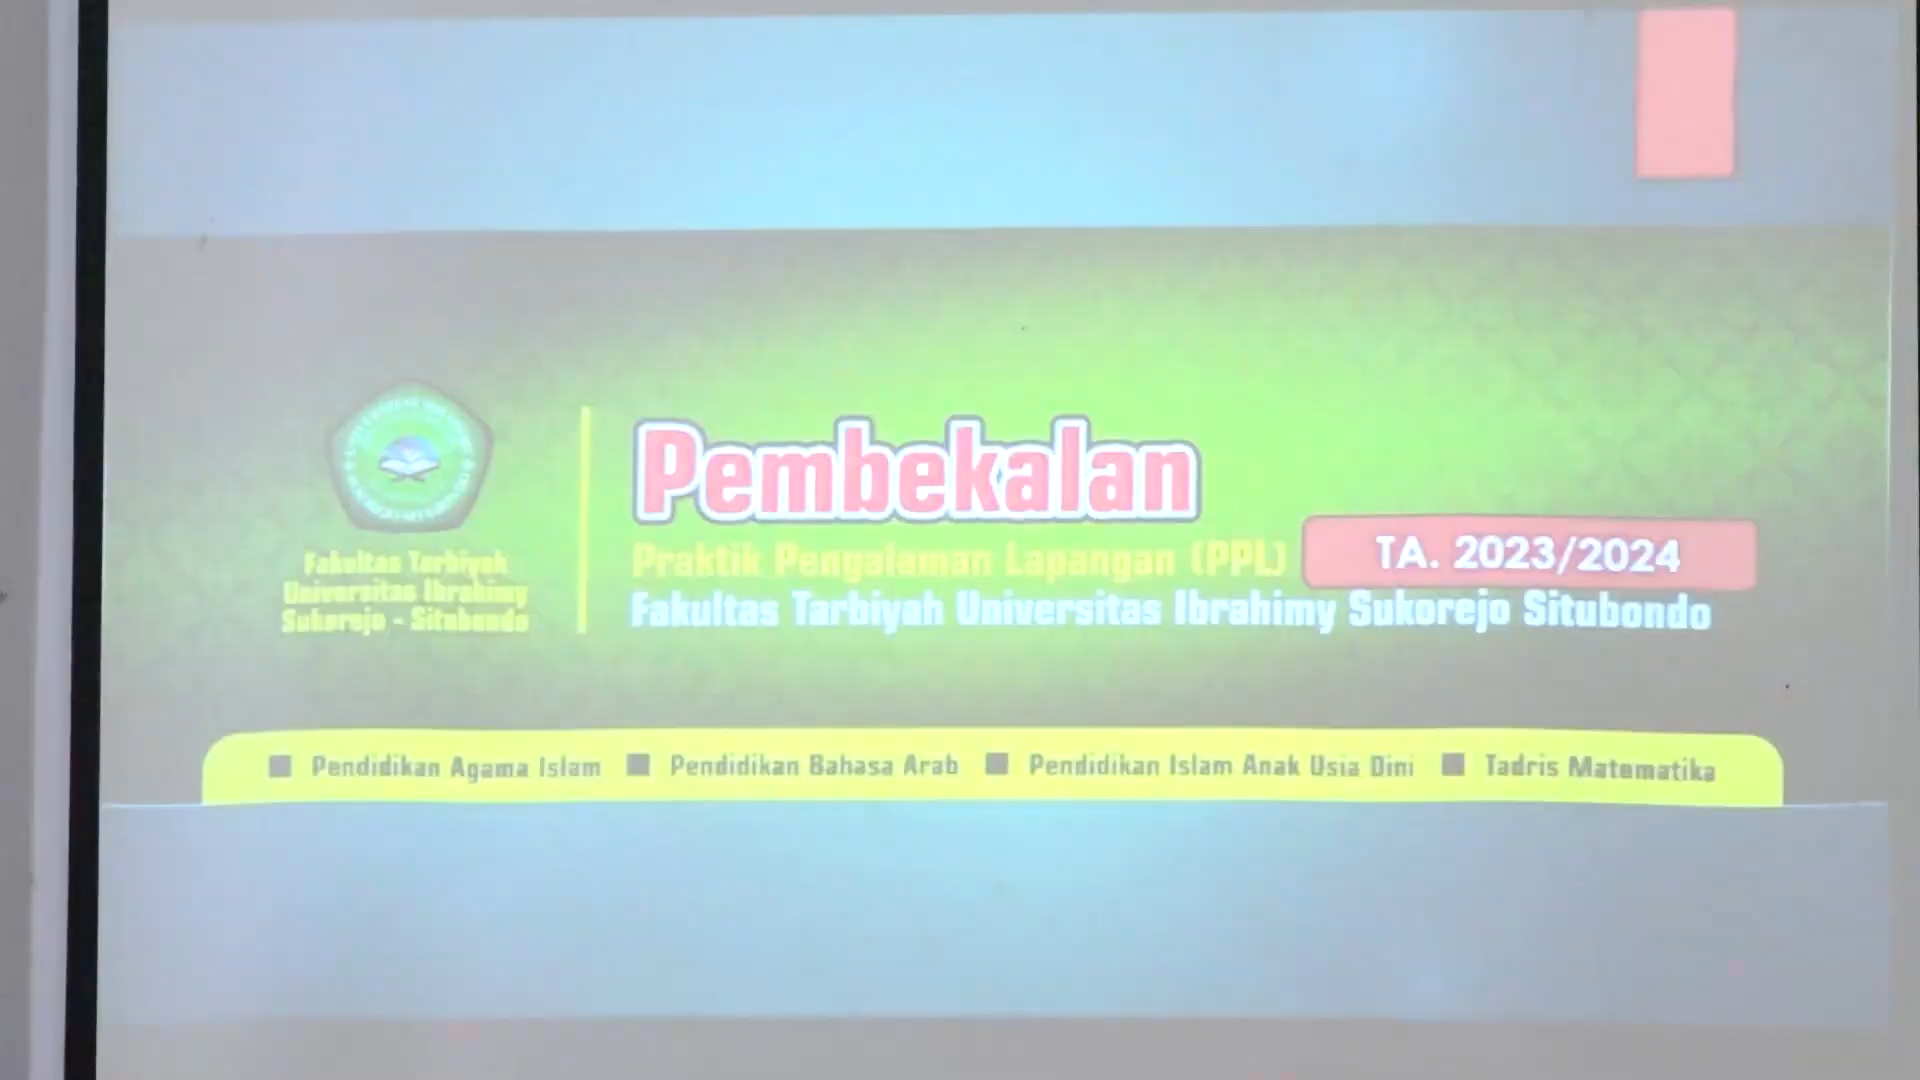 Fakultas Tarbiyah
Universitas Ibrahimy
Sukorejo - Situbondo
Pembekalan
Praktik Pengalaman Lapangan (PPL)
TA. 2023/2024
Fakultas Tarbiyah Universitas Ibrahimy Sukorejo Situbondo
Pendidikan Agama Islam Pendidikan Bahasa Arab Pendidikan Islam Anak Usia Dini Tadris Matematika